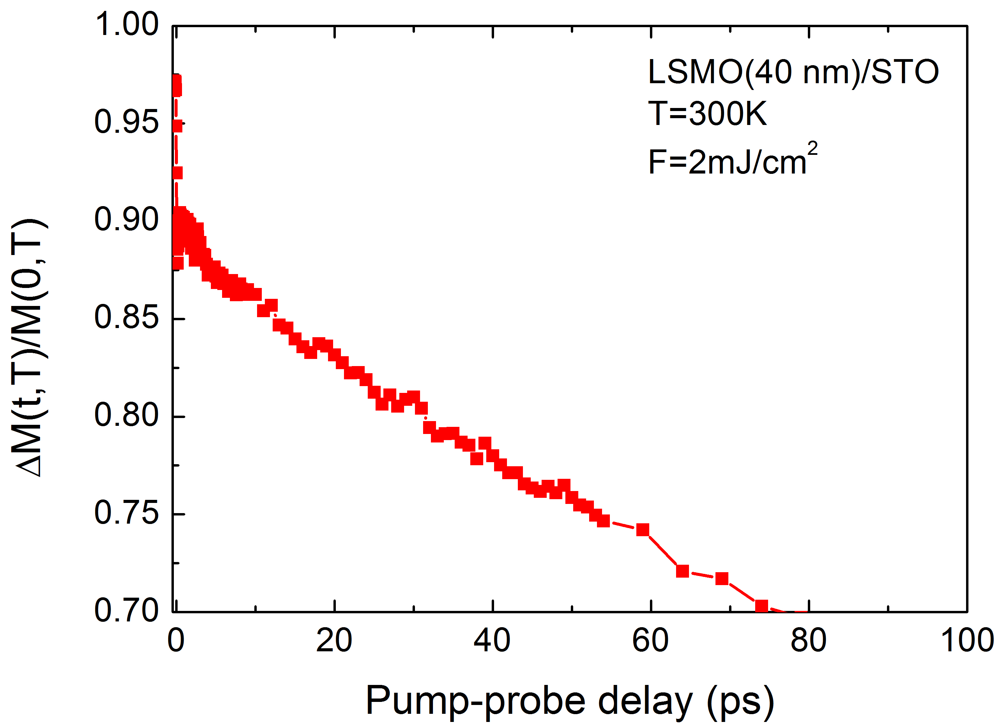 1.00
0.95
0.90
0.85
0.80
0.75
0.70
ΔM(t,T)/M(0,T)
LSMO(40 nm)/STO
T=300K
F=2mJ/cm²
0 20 40 60 80 100
Pump-probe delay (ps)